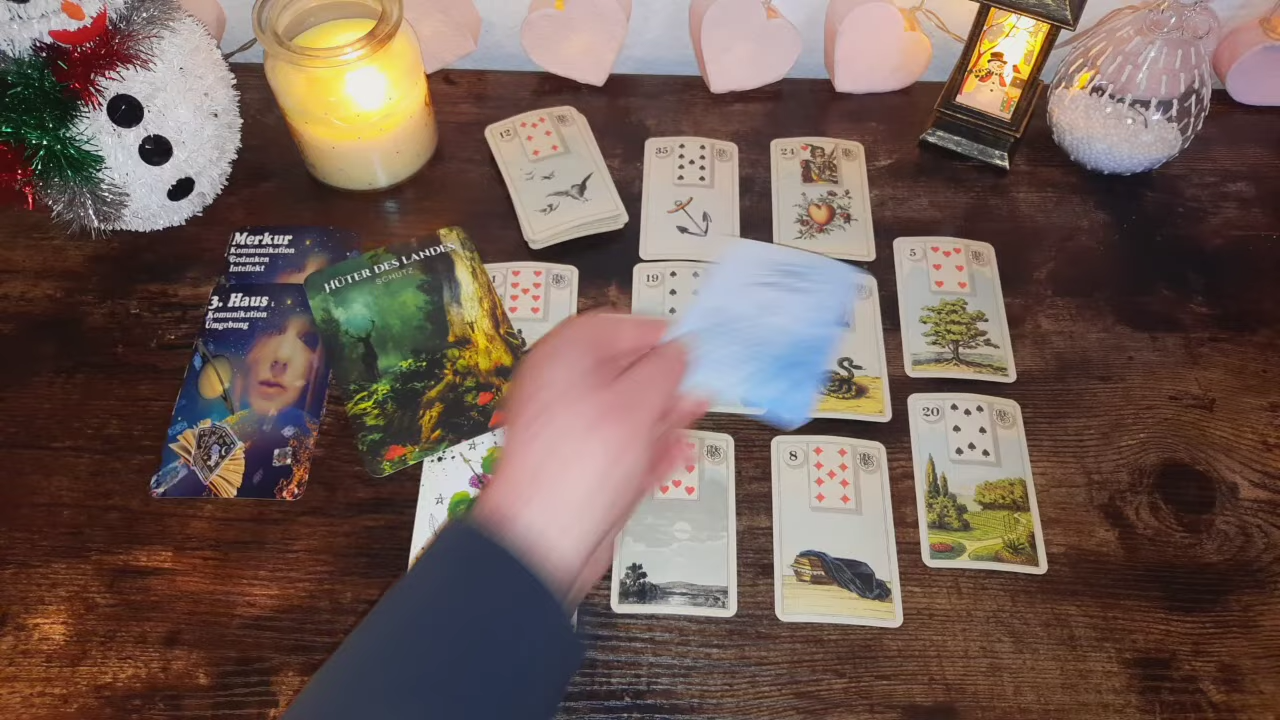 12
35
24
Merkur
Kommunikation
Gedanken
Intellekt
HÜTER DES LANDES
SCHUTZ
19
5
3. Haus
Komunikation
Umgebung
20
8